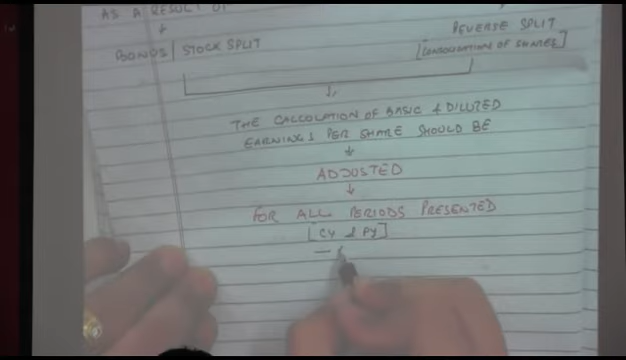 AS A RESULT OF
BONUS | STOCK SPLIT
REVERSE SPLIT
[CONSOLIDATION OF SHARES]
THE CALCULATION OF BASIC & DILUTED
EARNINGS PER SHARE SHOULD BE
ADJUSTED
FOR ALL PERIODS PRESENTED
[CY & PY]